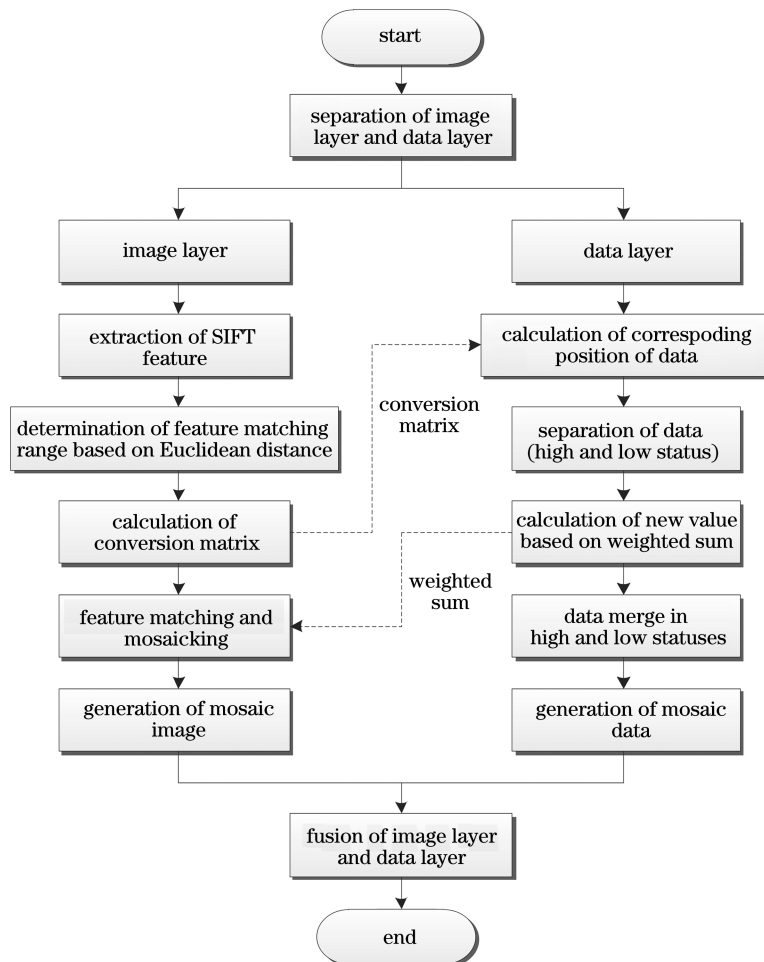 start
separation of image
layer and data layer
image layer
data layer
extraction of SIFT
feature
calculation of correspoding
position of data
conversion
matrix
determination of feature matching
range based on Euclidean distance
separation of data
(high and low status)
calculation of
conversion matrix
calculation of new value
based on weighted sum
weighted
sum
feature matching and
mosaicking
data merge in
high and low statuses
generation of mosaic
image
generation of mosaic
data
fusion of image layer
and data layer
end